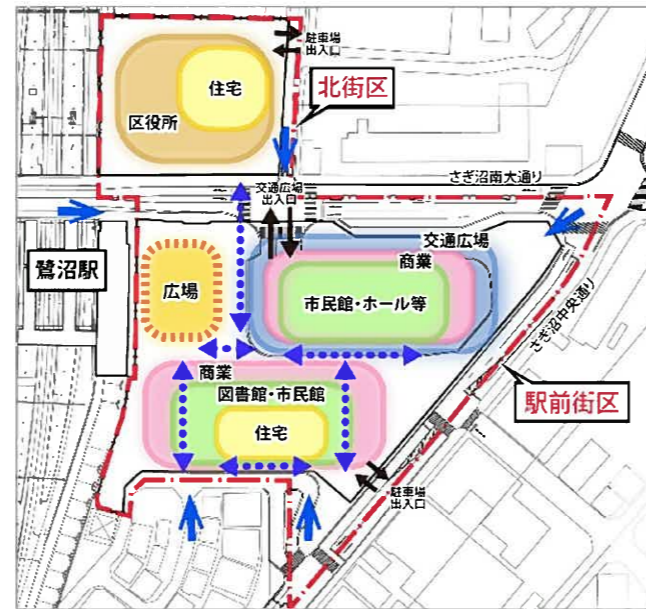 駐車場
出入口
住宅
区役所
北街区
さぎ沼南大通り
交通広場
出入口
交通広場
鷺沼駅
広場
商業
市民館・ホール等
さぎ沼中央通り
商業
図書館・市民館
住宅
駅前街区
駐車場
出入口